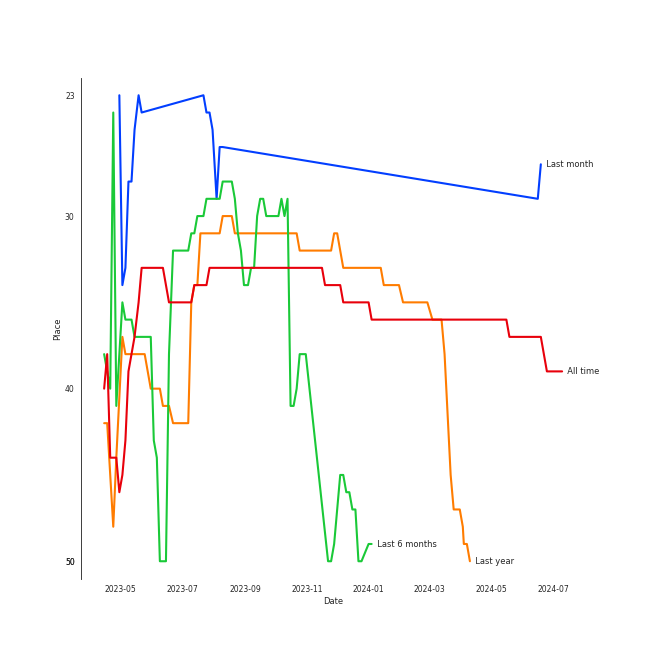 23
Last month
30
Place
All time
40
Last 6 months
50
Last year
2023-05 2023-07 2023-09 2023-11 2024-01 2024-03 2024-05 2024-07
Date